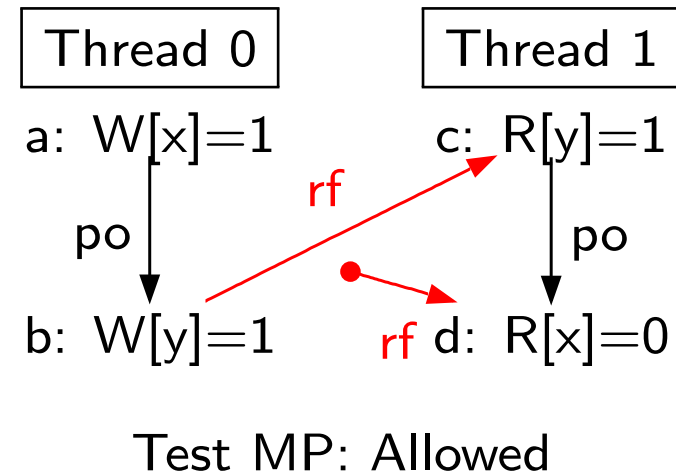 Thread 0 Thread 1
a: W[x]=1 c: R[y]=1
rf
po po
b: W[y]=1 rf d: R[x]=0
Test MP: Allowed